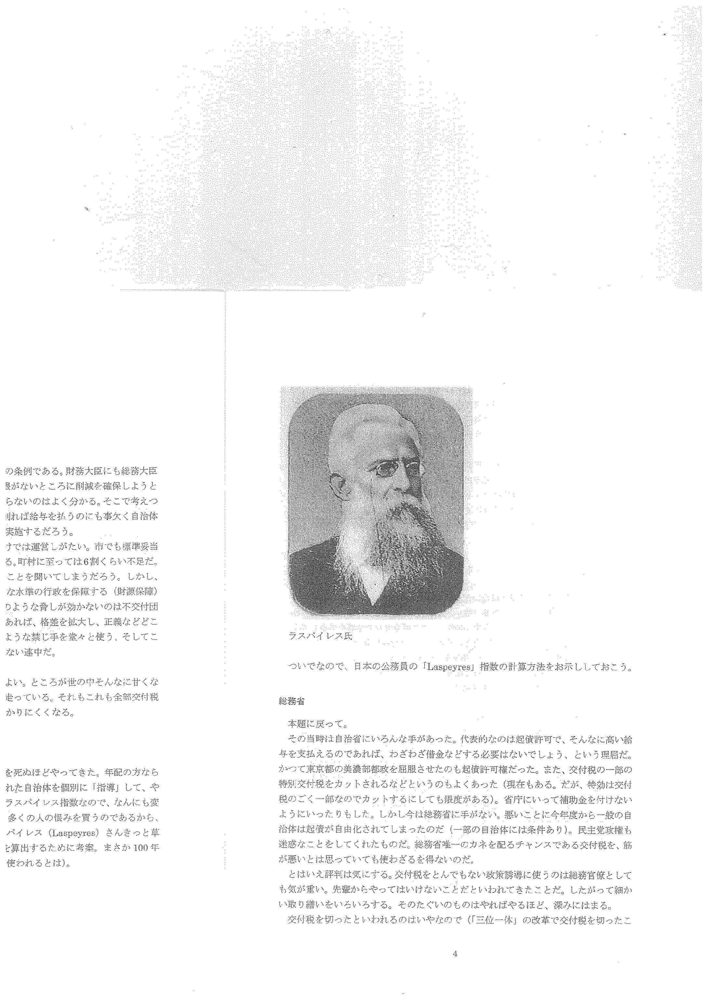 の条例である。財務大臣にも総務大臣
がないところに削減を確保しようと
らないのはよく分かる。そこで考えつ
れば給与を払うのにも事欠く自治体
実施するだろう。
では運営しがたい。市でも標準妥当
る。町村に至っては6割くらい不足だ。
ことを聞いてしまうだろう。しかし、
な水準の行政を保障する（財源保障）
のような脅しが効かないのは不交付団
あれば、格差を拡大し、正義などどこ
ような禁じ手を堂々と使う、そしてこ
ない連中だ。
よい。ところが世の中そんなに甘くな
走っている。それもこれも全部交付税
かりにくくなる。
を死ぬほどやってきた。年配の方なら
れた自治体を個別に「指導」して、や
ラスパイレス指数なので、なんにも変
多くの人の恨みを買うのであるから、
パイレス（Laspeyres）さんきっと草
を算出するために考案。まさか 100 年
使われるとは）。
ラスパイレス氏
ついでなので、日本の公務員の「Laspeyres」指数の計算方法をお示ししておこう。
総務省
本題に戻って。
その当時は自治省にいろんな手があった。代表的なのは起債許可で、そんなに高い給
与を支払えるのであれば、わざわざ借金などする必要はないでしょう、という理屈だ。
かつて東京都の美濃部都政を屈服させたのも起債許可権だった。また、交付税の一部の
特別交付税をカットされるなどというのもよくあった（現在もある。だが、特効は交付
税のごく一部なのでカットするにしても限度がある）。省庁にいって補助金を付けない
ようにいったりもした。しかし今は総務省に手がない。悪いことに今年度から一般の自
治体は起債が自由化されてしまったのだ（一部の自治体には条件あり）。民主党政権も
迷惑なことをしてくれたものだ。総務省唯一のカネを配るチャンスである交付税を、筋
が悪いとは思っていても使わざるを得ないのだ。
とはいえ評判は気にする。交付税をとんでもない政策誘導に使うのは総務官僚として
も気が重い。先輩からやってはいけないことだといわれてきたことだ。したがって細か
い取り繕いをいろいろする。そのたぐいのものはやればやるほど、深みにはまる。
交付税を切ったといわれるのはいやなので（「三位一体」の改革で交付税を切ったこ
4